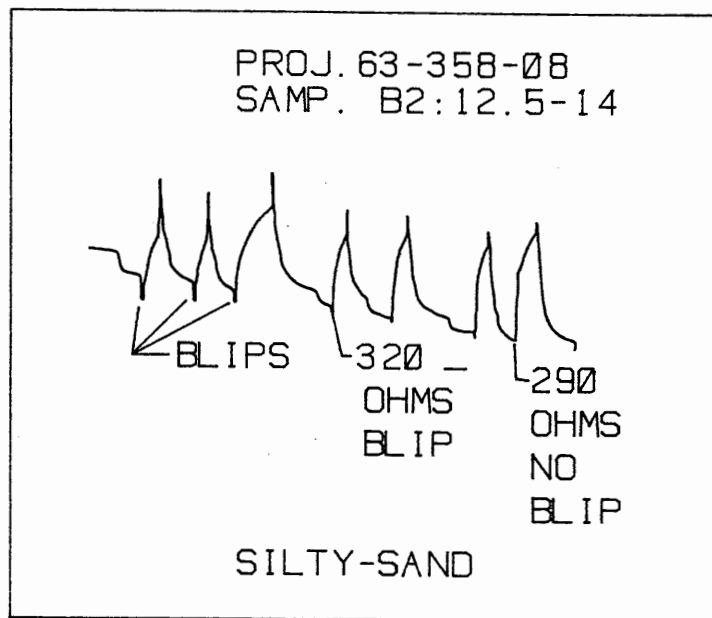 PROJ. 63-358-08
SAMP. B2:12.5-14
BLIPS
320 _
OHMS
BLIP
290
OHMS
NO
BLIP
SILTY-SAND